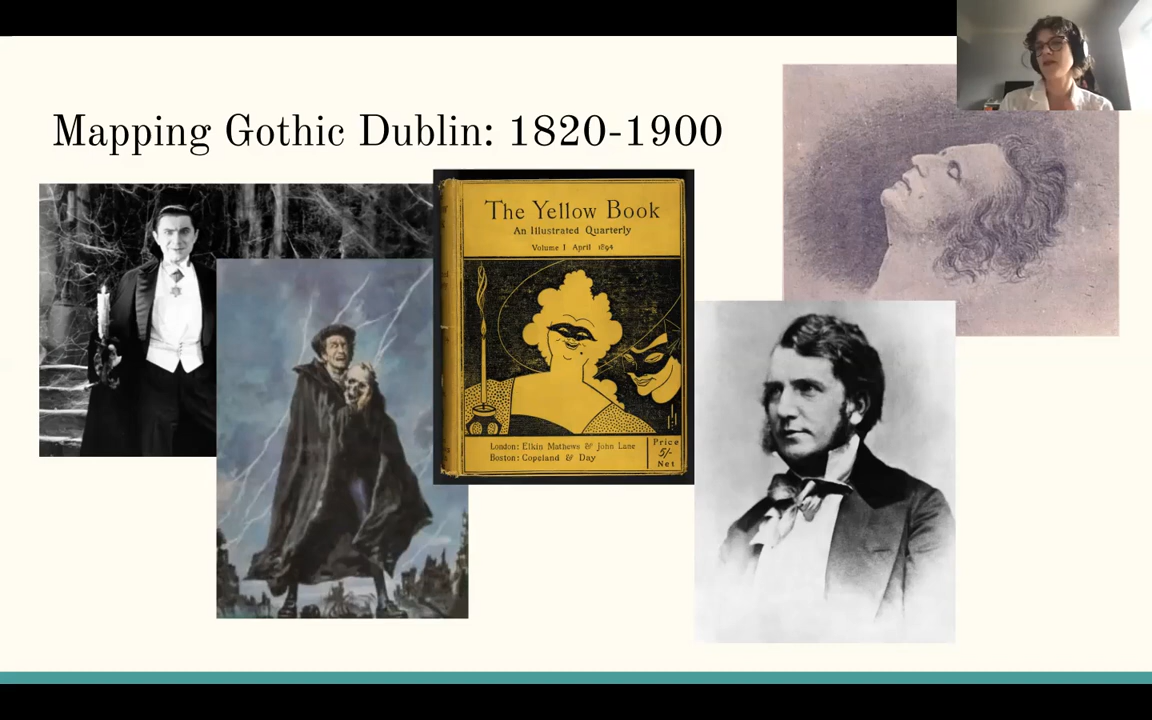 Mapping Gothic Dublin: 1820-1900
The Yellow Book
An Illustrated Quarterly
Volume I April 1894
London: Elkin Mathews & John Lane
Boston: Copeland & Day
Price
5/-
Net